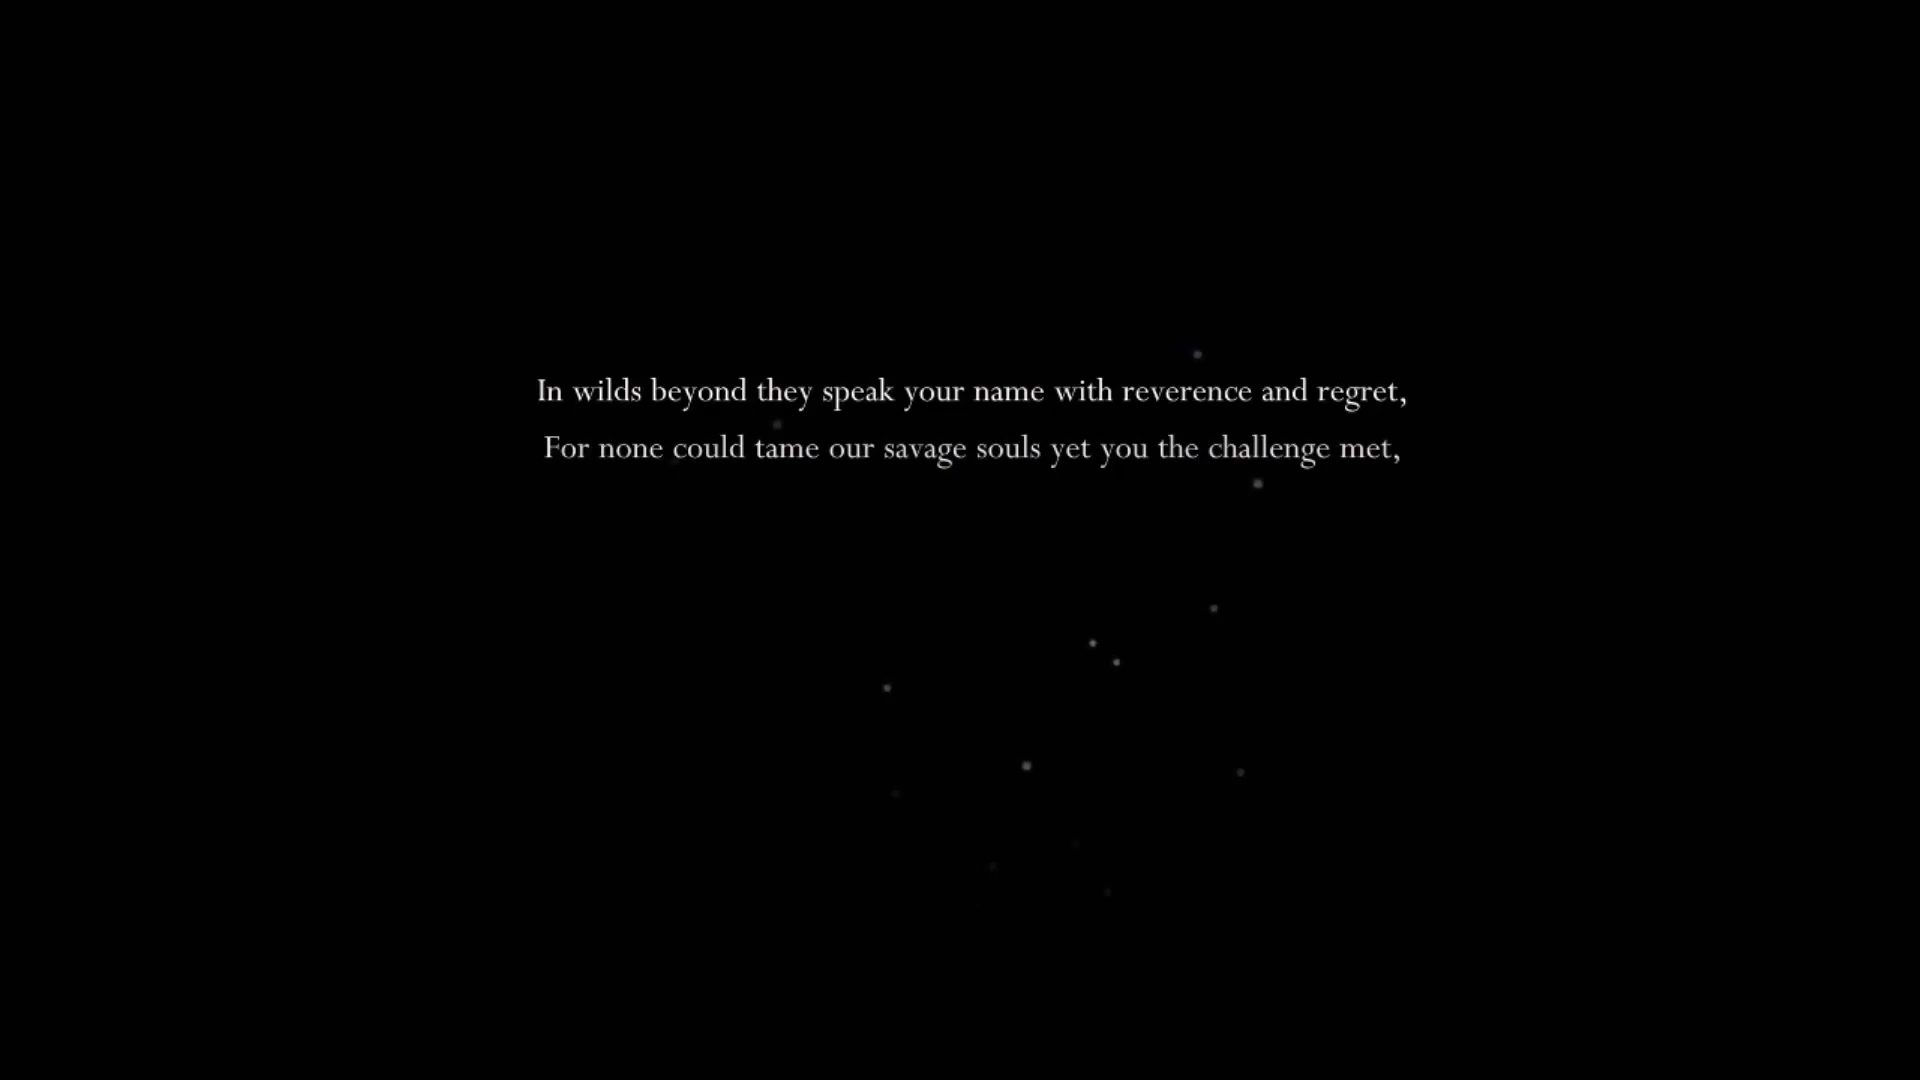 In wilds beyond they speak your name with reverence and regret,
For none could tame our savage souls yet you the challenge met,